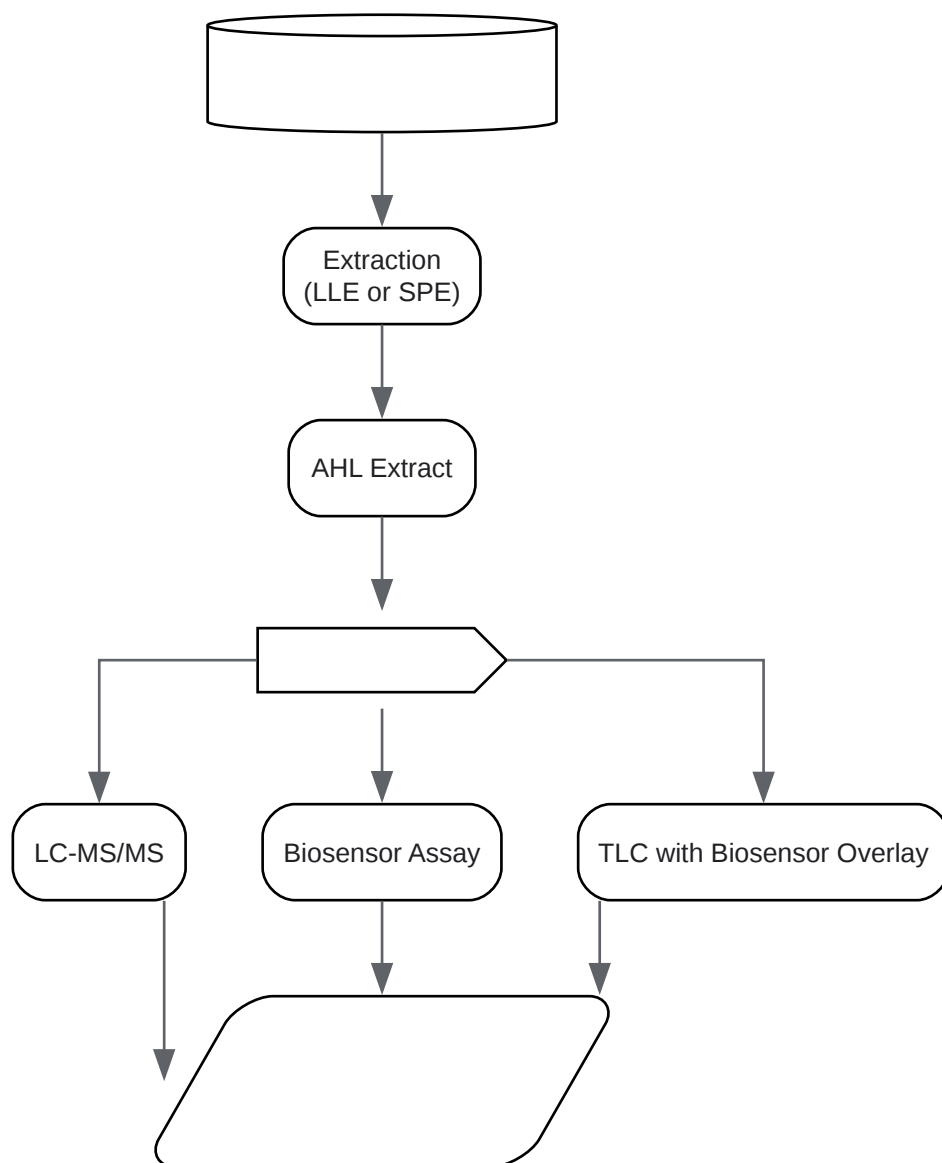 Extraction
(LLE or SPE)
AHL Extract
LC-MS/MS
Biosensor Assay
TLC with Biosensor Overlay